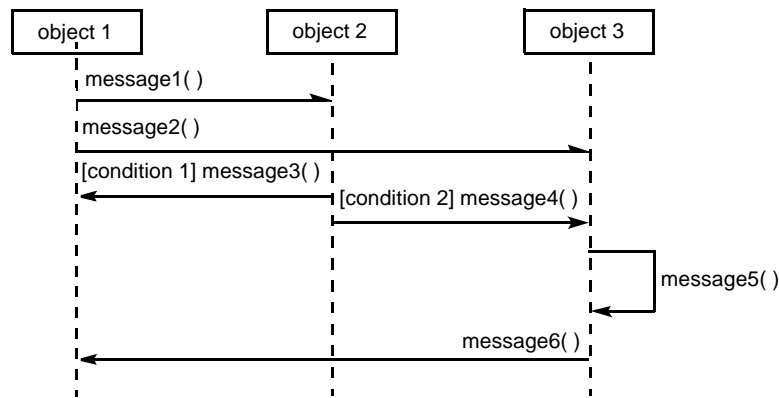 object 1
object 2
object 3
message1( )
message2( )
[condition 1] message3( )
[condition 2] message4( )
message5( )
message6( )